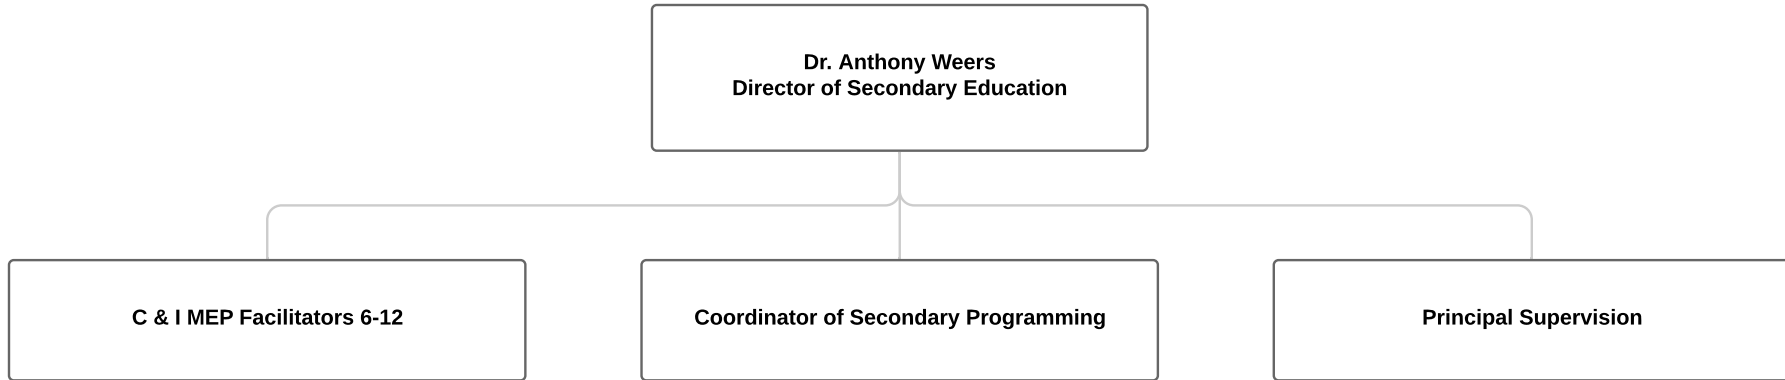 Dr. Anthony Weers
Director of Secondary Education
C & I MEP Facilitators 6-12
Coordinator of Secondary Programming
Principal Supervision